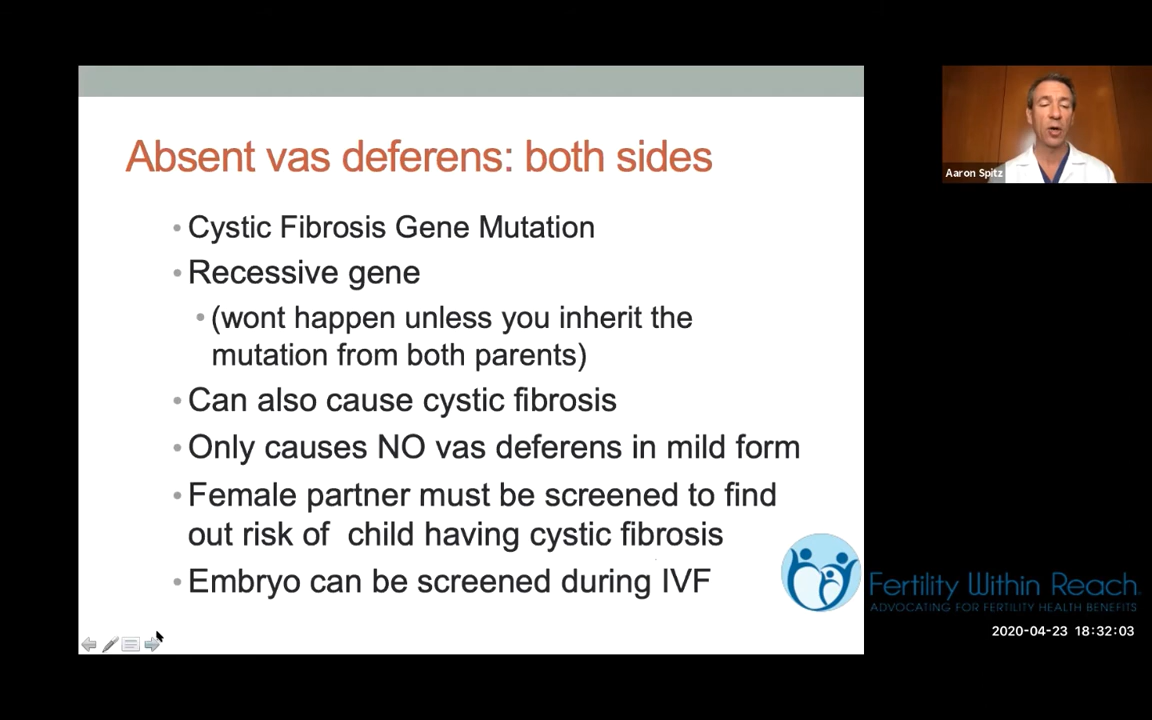 Absent vas deferens: both sides
• Cystic Fibrosis Gene Mutation
• Recessive gene
• (wont happen unless you inherit the
mutation from both parents)
• Can also cause cystic fibrosis
• Only causes NO vas deferens in mild form
• Female partner must be screened to find
out risk of  child having cystic fibrosis
• Embryo can be screened during IVF
Aaron Spitz
Fertility Within Reach
ADVOCATING FOR FERTILITY HEALTH BENEFITS
2020-04-23 18:32:03